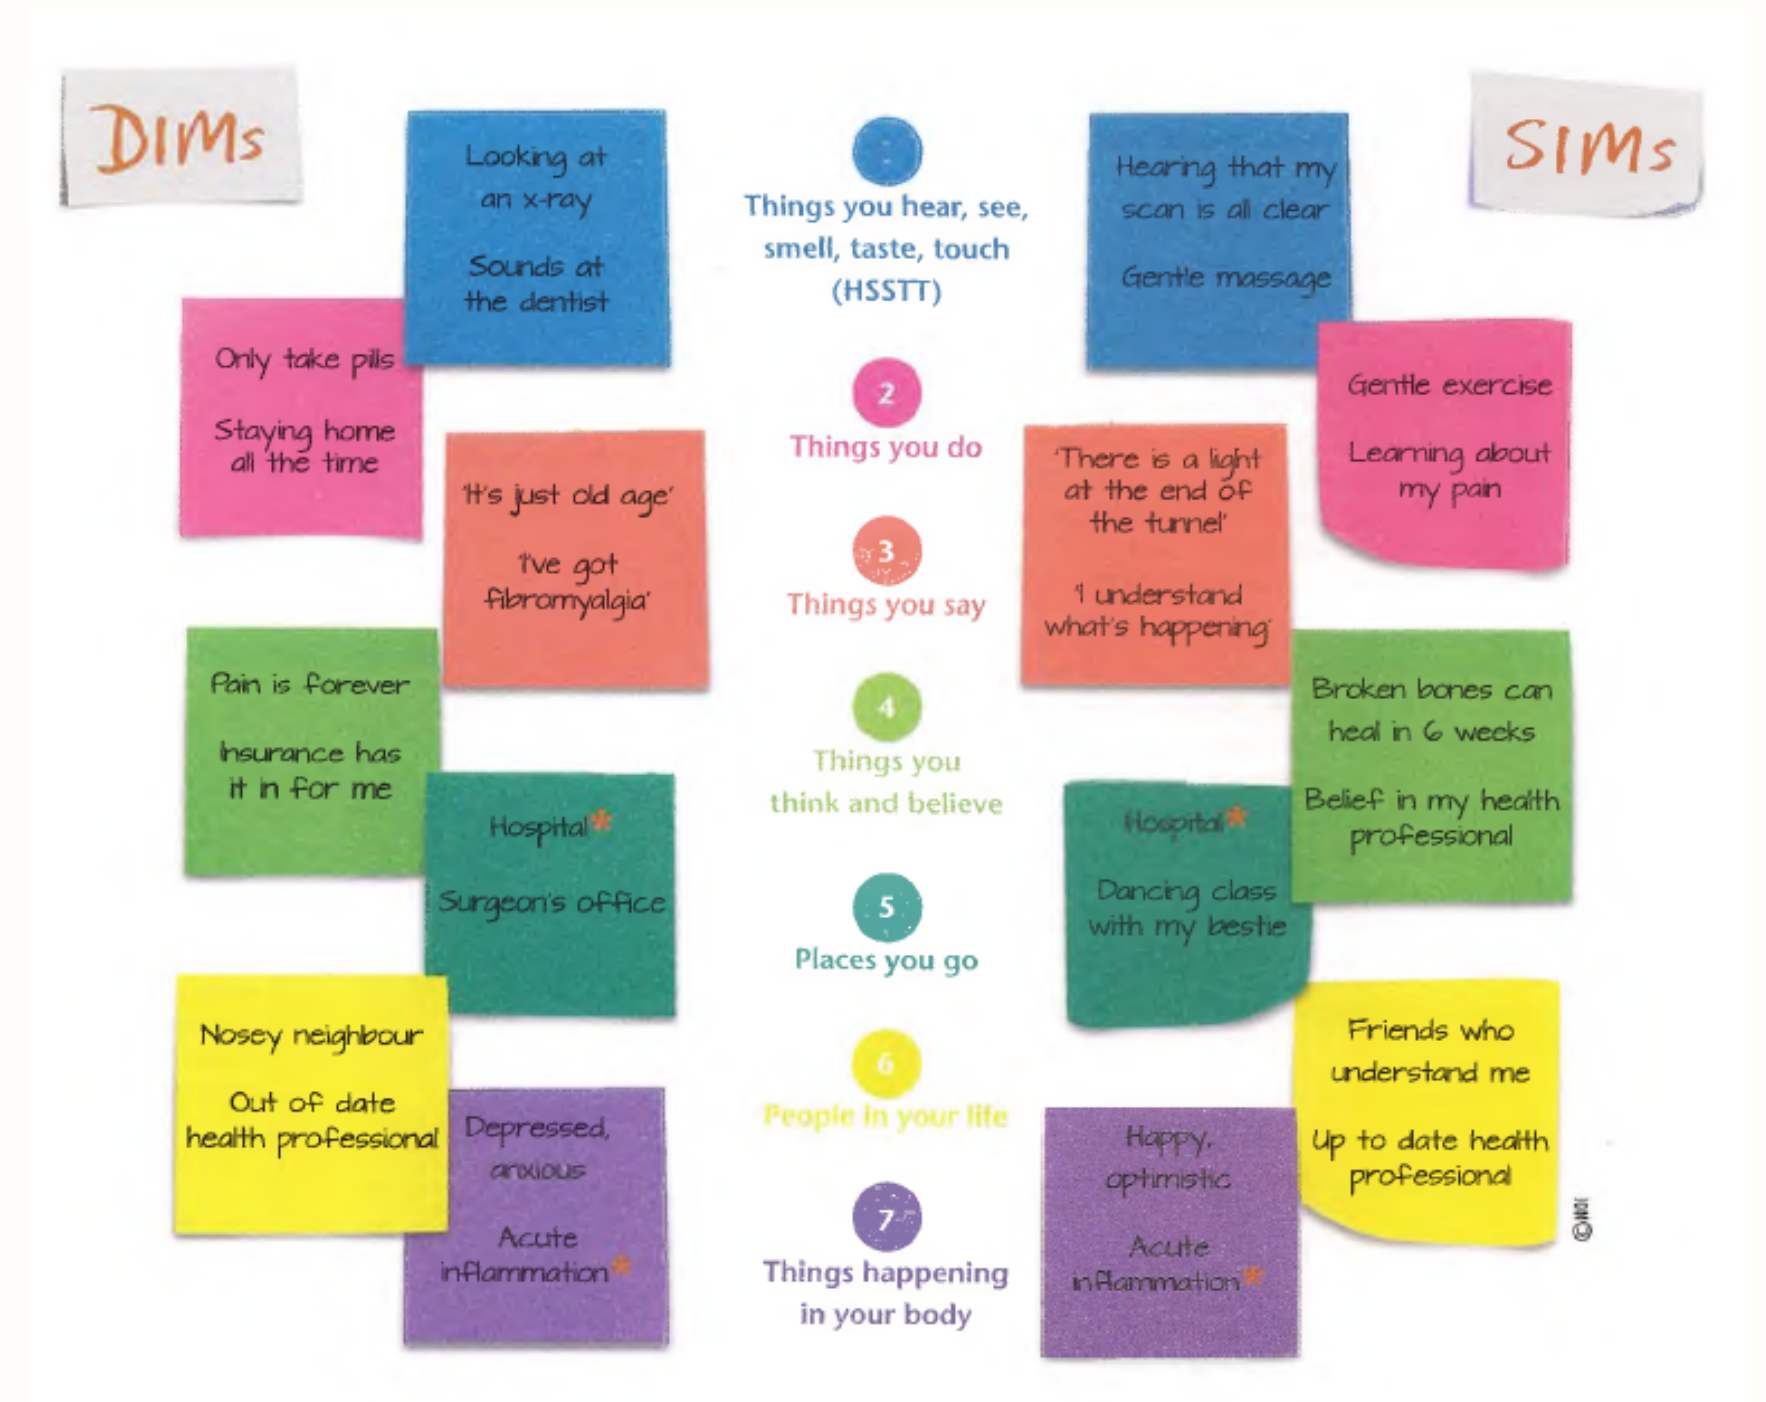 DIMs
SIMs
Looking at
an x-ray
Sounds at
the dentist
Only take pills
Staying home
all the time
'It's just old age'
'I've got
fibromyalgia'
Pain is forever
Insurance has
it in for me
Hospital*
Surgeon's office
Nosey neighbour
Out of date
health professional
Depressed,
anxious
Acute
inflammation*
Things you hear, see,
smell, taste, touch
(HSSTT)
2
Things you do
3
Things you say
4
Things you
think and believe
5
Places you go
6
People in your life
7
Things happening
in your body
Hearing that my
scan is all clear
Gentle massage
Gentle exercise
Learning about
my pain
'There is a light
at the end of
the tunnel'
'I understand
what's happening'
Broken bones can
heal in 6 weeks
Belief in my health
professional
Hospital*
Dancing class
with my bestie
Friends who
understand me
Up to date health
professional
Happy,
optimistic
Acute
inflammation*
©NOI